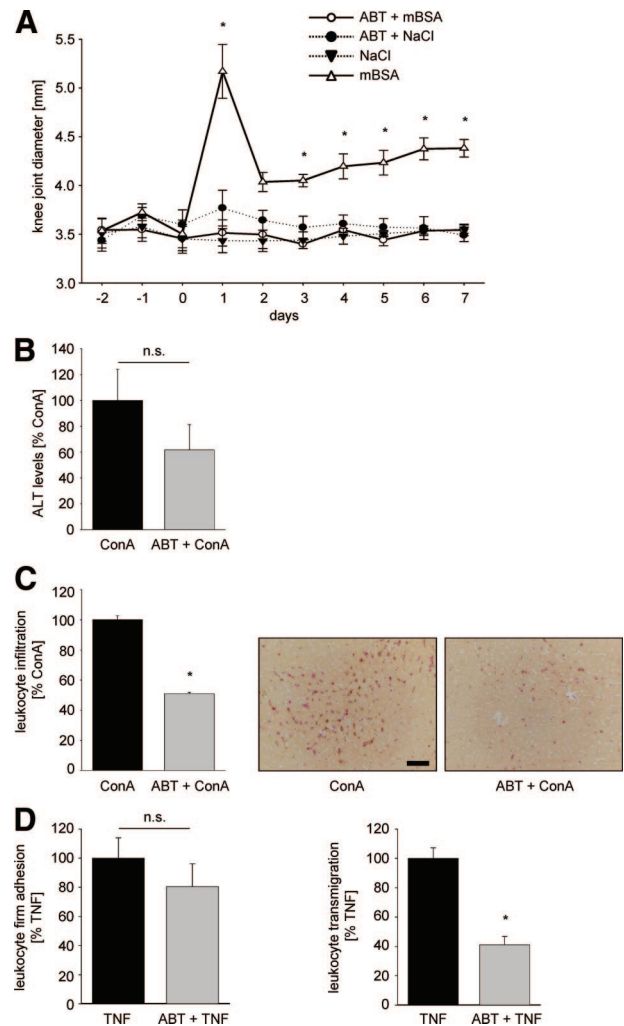 A
ABT + mBSA
ABT + NaCl
NaCl
mBSA
*
* * * * *
knee joint diameter [mm]
5.5
5.0
4.5
4.0
3.5
3.0
-2 -1 0 1 2 3 4 5 6 7
days
B
n.s.
ALT levels [% ConA]
140
120
100
80
60
40
20
0
ConA ABT + ConA
C
leukocyte infiltration
[% ConA]
120
100
80
60
40
20
0
*
ConA ABT + ConA
ConA ABT + ConA
D
n.s.
leukocyte firm adhesion
[% TNF]
120
100
80
60
40
20
0
TNF ABT + TNF
leukocyte transmigration
[% TNF]
120
100
80
60
40
20
0
*
TNF ABT + TNF